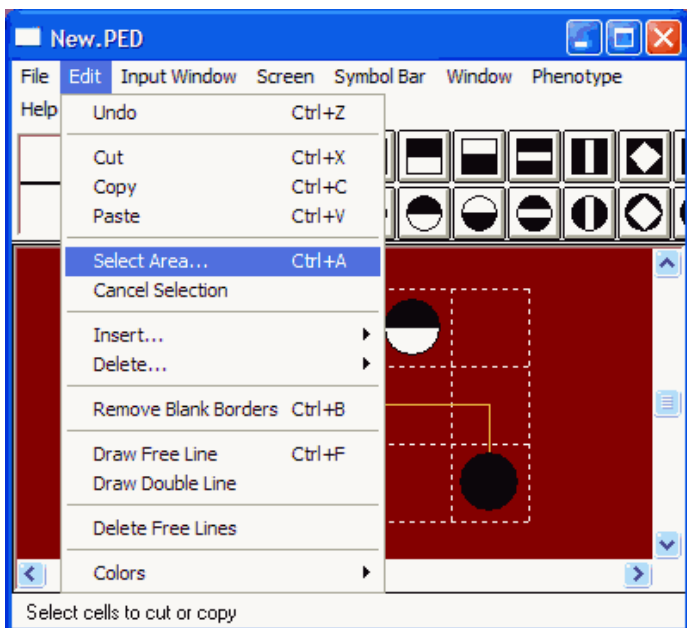 New.PED
File Edit Input Window Screen Symbol Bar Window Phenotype
Help
Undo Ctrl+Z
Cut Ctrl+X
Copy Ctrl+C
Paste Ctrl+V
Select Area... Ctrl+A
Cancel Selection
Insert...
Delete...
Remove Blank Borders Ctrl+B
Draw Free Line Ctrl+F
Draw Double Line
Delete Free Lines
Colors
Select cells to cut or copy